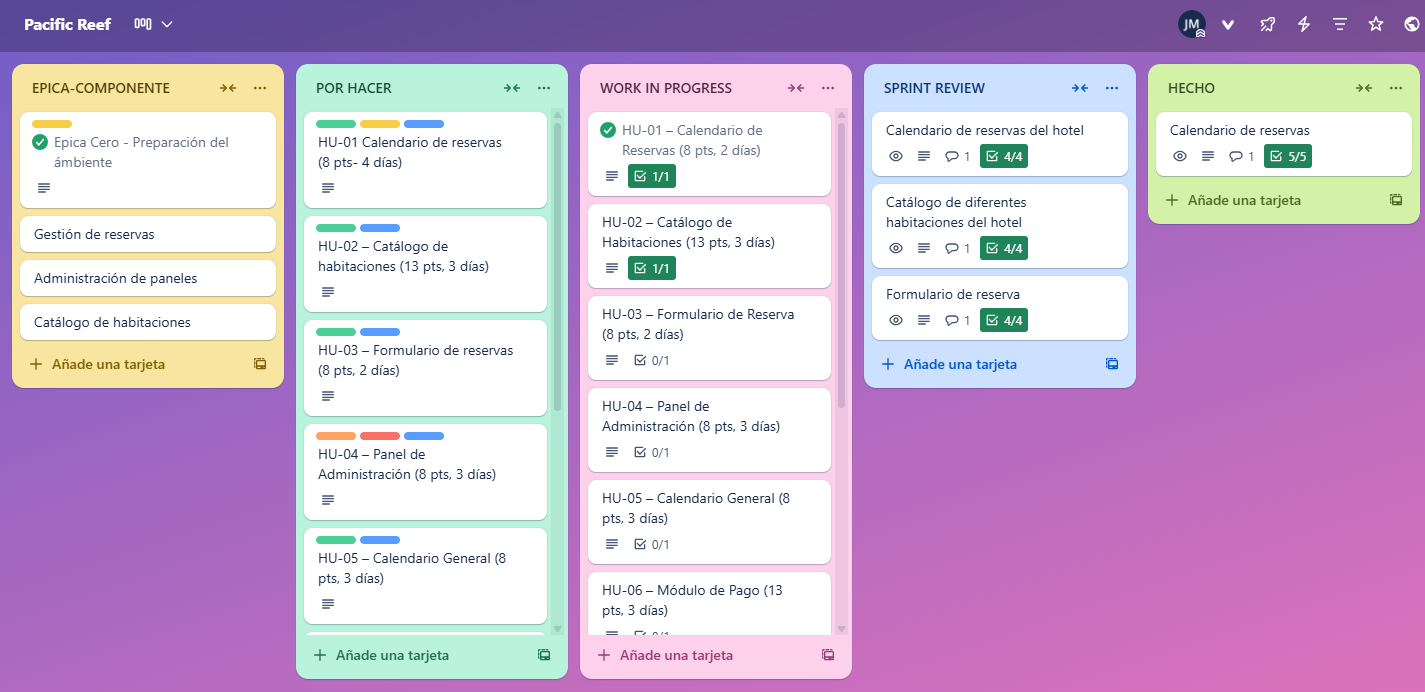 Pacific Reef
JM
EPICA-COMPONENTE
Epica Cero - Preparación del
ámbiente
Gestión de reservas
Administración de paneles
Catálogo de habitaciones
Añade una tarjeta
POR HACER
HU-01 Calendario de reservas
(8 pts- 4 días)
HU-02 – Catálogo de
habitaciones (13 pts, 3 días)
HU-03 – Formulario de reservas
(8 pts, 2 días)
HU-04 – Panel de
Administración (8 pts, 3 días)
HU-05 – Calendario General (8
pts, 3 días)
Añade una tarjeta
WORK IN PROGRESS
HU-01 – Calendario de
Reservas (8 pts, 2 días)
1/1
HU-02 – Catálogo de
Habitaciones (13 pts, 3 días)
1/1
HU-03 – Formulario de Reserva
(8 pts, 2 días)
0/1
HU-04 – Panel de
Administración (8 pts, 3 días)
0/1
HU-05 – Calendario General (8
pts, 3 días)
0/1
HU-06 – Módulo de Pago (13
pts, 3 días)
0/1
Añade una tarjeta
SPRINT REVIEW
Calendario de reservas del hotel
1 4/4
Catálogo de diferentes
habitaciones del hotel
1 4/4
Formulario de reserva
1 4/4
Añade una tarjeta
HECHO
Calendario de reservas
1 5/5
Añade una tarjeta